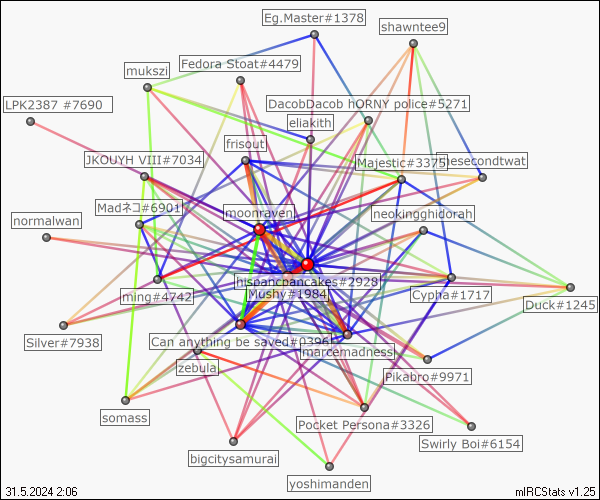 Eg.Master#1378
shawntee9
Fedora Stoat#4479
mukszi
LPK2387 #7690
DacobDacob hORNY police#5271
eliakith
frisout
JKOUYH VIII#7034
Majestic#3375
hesecondtwat
Madネコ#6901
moonraven
neokingghidorah
normalwan
hispancpancakes#2928
ming#4742
Mushy#1984
Cypha#1717
Duck#1245
Silver#7938
Can anything be saved#0396
marcemadness
zebula
Pikabro#9971
somass
Pocket Persona#3326
Swirly Boi#6154
bigcitysamurai
yoshimanden
31.5.2024 2:06
mIRCStats v1.25